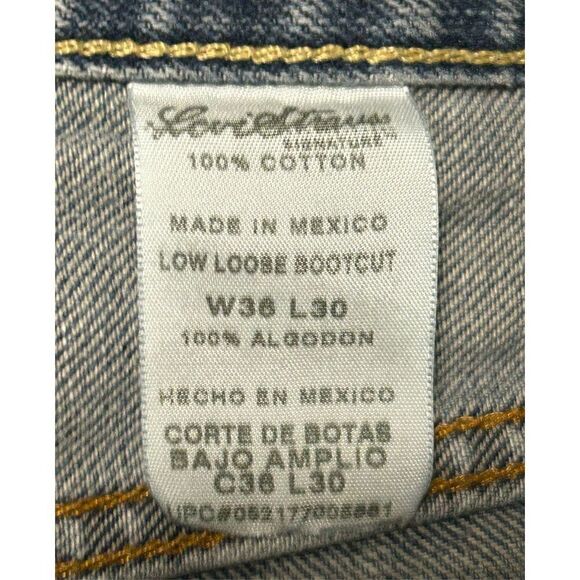 Levi Strauss
SIGNATURE™
100% COTTON
MADE IN MEXICO
LOW LOOSE BOOTCUT
W36 L30
100% ALGODON
HECHO EN MEXICO
CORTE DE BOTAS
BAJO AMPLIO
C36 L30